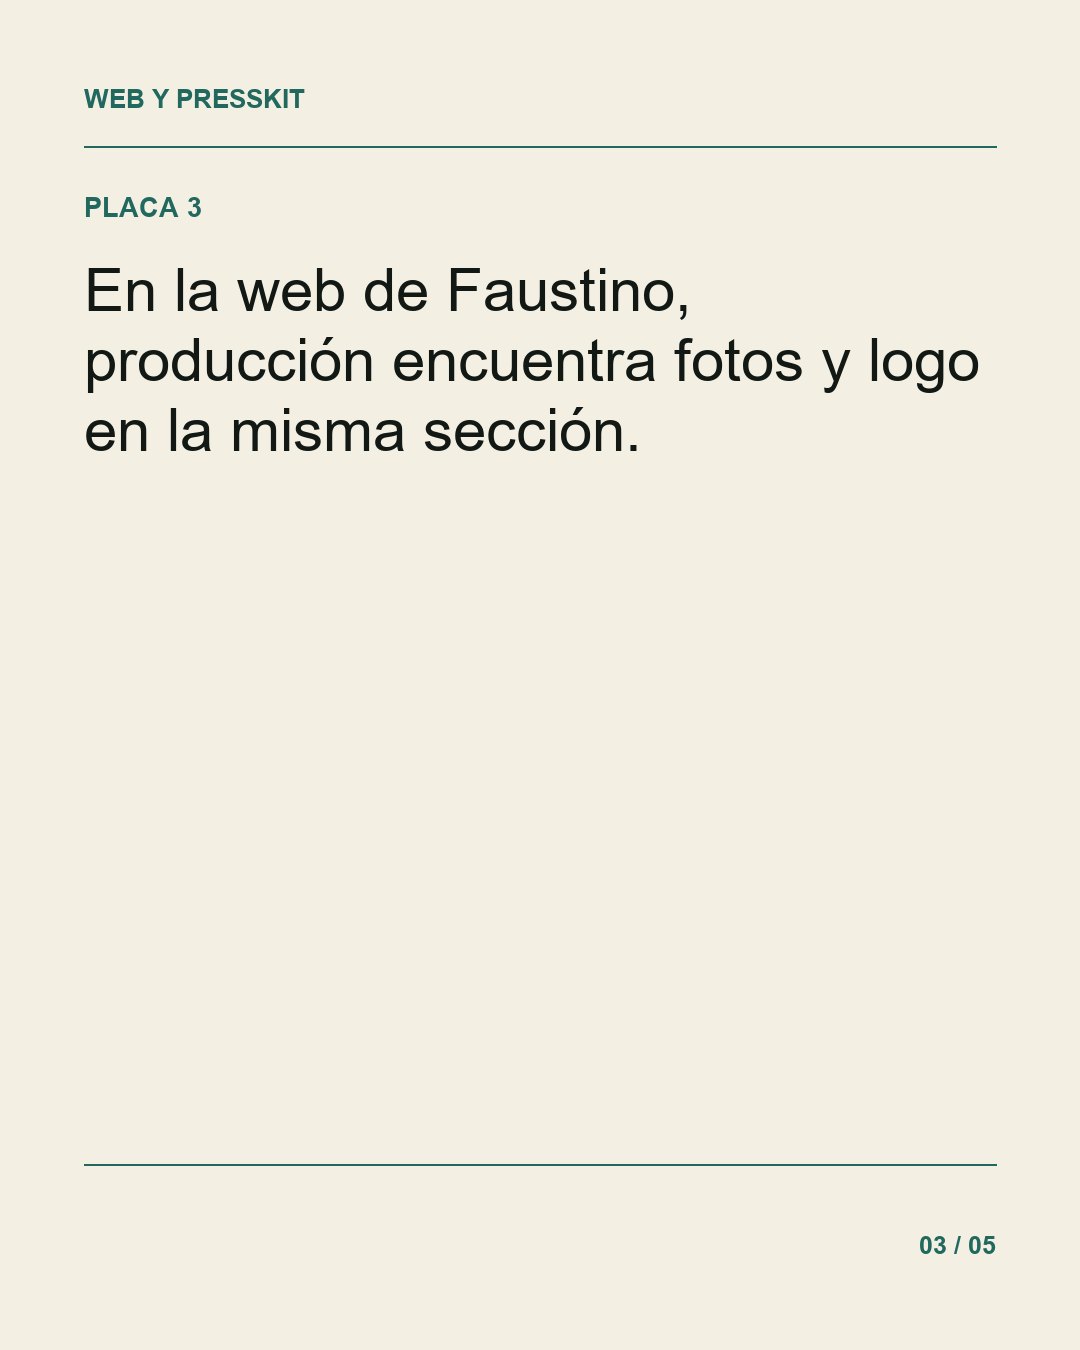 WEB Y PRESSKIT
PLACA 3
En la web de Faustino,
producción encuentra fotos y logo
en la misma sección.
03 / 05